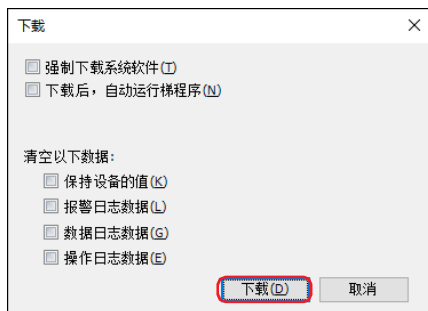 下载
强制下载系统软件(T)
下载后，自动运行梯程序(N)
清空以下数据：
保持设备的值(K)
报警日志数据(L)
数据日志数据(G)
操作日志数据(E)
下载(D) 取消